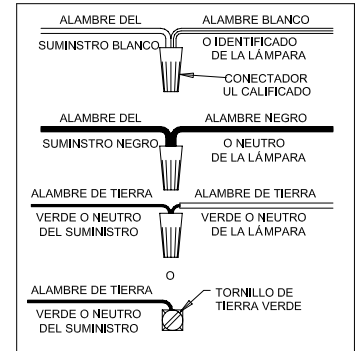 ALAMBRE DEL ALAMBRE BLANCO
SUMINSTRO BLANCO O IDENTIFICADO
DE LA LÁMPARA
CONECTADOR
UL CALIFICADO
ALAMBRE DEL ALAMBRE NEGRO
SUMINSTRO NEGRO O NEUTRO
DE LA LÁMPARA
ALAMBRE DE TIERRA ALAMBRE DE TIERRA
VERDE O NEUTRO VERDE O NEUTRO
DEL SUMINISTRO DE LA LÁMPARA
O
ALAMBRE DE TIERRA TORNILLO DE
TIERRA VERDE
VERDE O NEUTRO
DEL SUMINISTRO